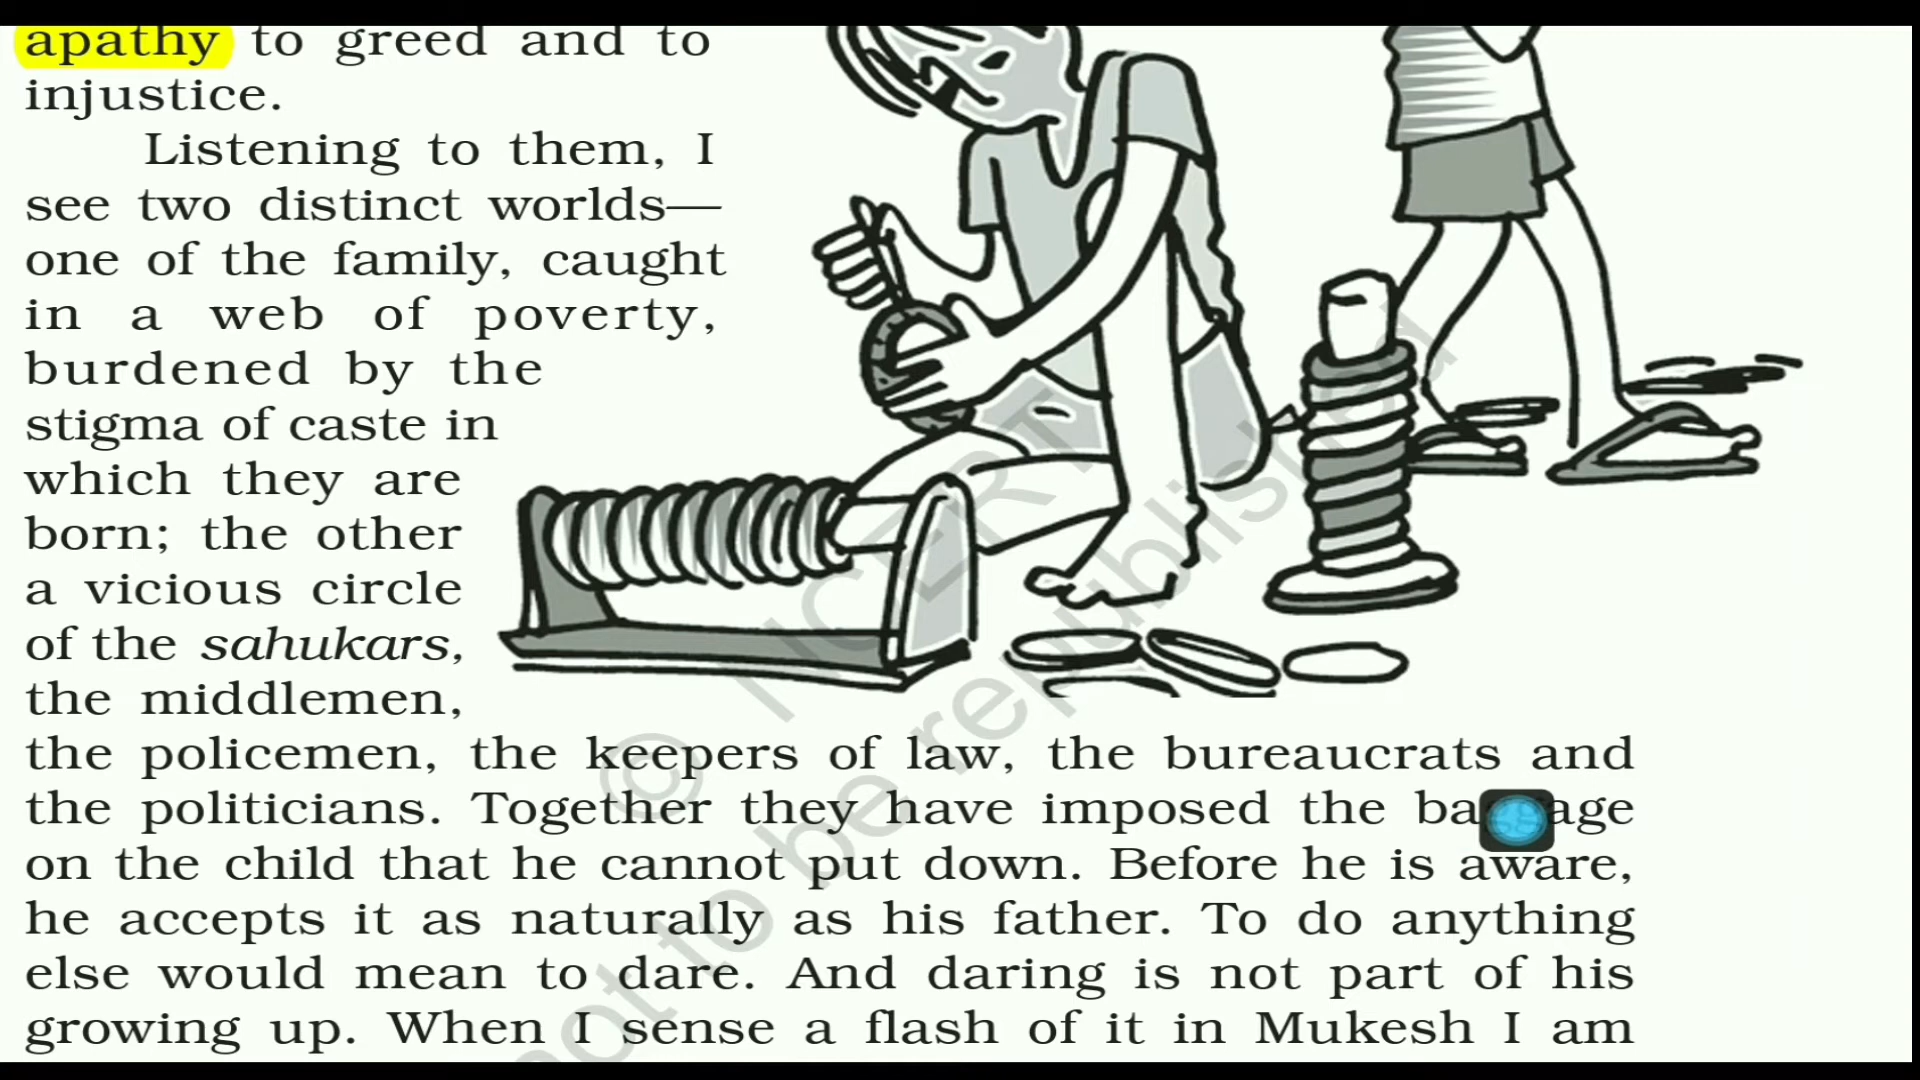 apathy to greed and to
injustice.
Listening to them, I
see two distinct worlds—
one of the family, caught
in a web of poverty,
burdened by the
stigma of caste in
which they are
born; the other
a vicious circle
of the sahukars,
the middlemen,
the policemen, the keepers of law, the bureaucrats and
the politicians. Together they have imposed the
on the child that he cannot put down. Before he is aware,
he accepts it as naturally as his father. To do anything
else would mean to dare. And daring is not part of his
growing up. When I sense a flash of it in Mukesh I am
© NCERT
not to be republished